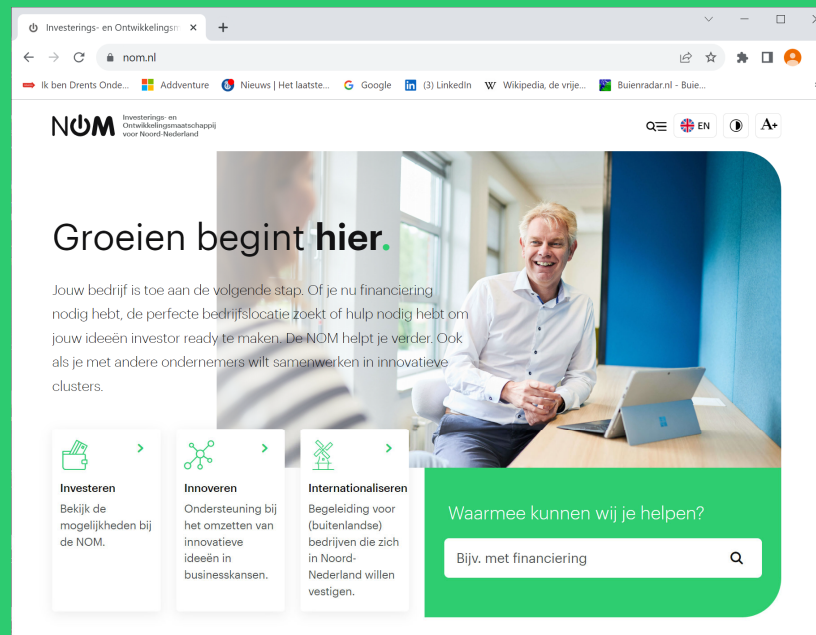 Investerings- en Ontwikkelingsm
nom.nl
Ik ben Drents Onde...
Addventure
Nieuws | Het laatste...
Google
(3) LinkedIn
Wikipedia, de vrije...
Buienradar.nl - Buie...
NOM
Investerings- en
Ontwikkelingsmaatschappij
voor Noord-Nederland
EN
A+
Groeien begint hier.
Jouw bedrijf is toe aan de volgende stap. Of je nu financiering
nodig hebt, de perfecte bedrijfslocatie zoekt of hulp nodig hebt om
jouw ideeën investor ready te maken. De NOM helpt je verder. Ook
als je met andere ondernemers wilt samenwerken in innovatieve
clusters.
Investeren
Bekijk de
mogelijkheden bij
de NOM.
Innoveren
Ondersteuning bij
het omzetten van
innovatieve
ideeën in
businesskansen.
Internationaliseren
Begeleiding voor
(buitenlandse)
bedrijven die zich
in Noord-
Nederland willen
vestigen.
Waarmee kunnen wij je helpen?
Bijv. met financiering